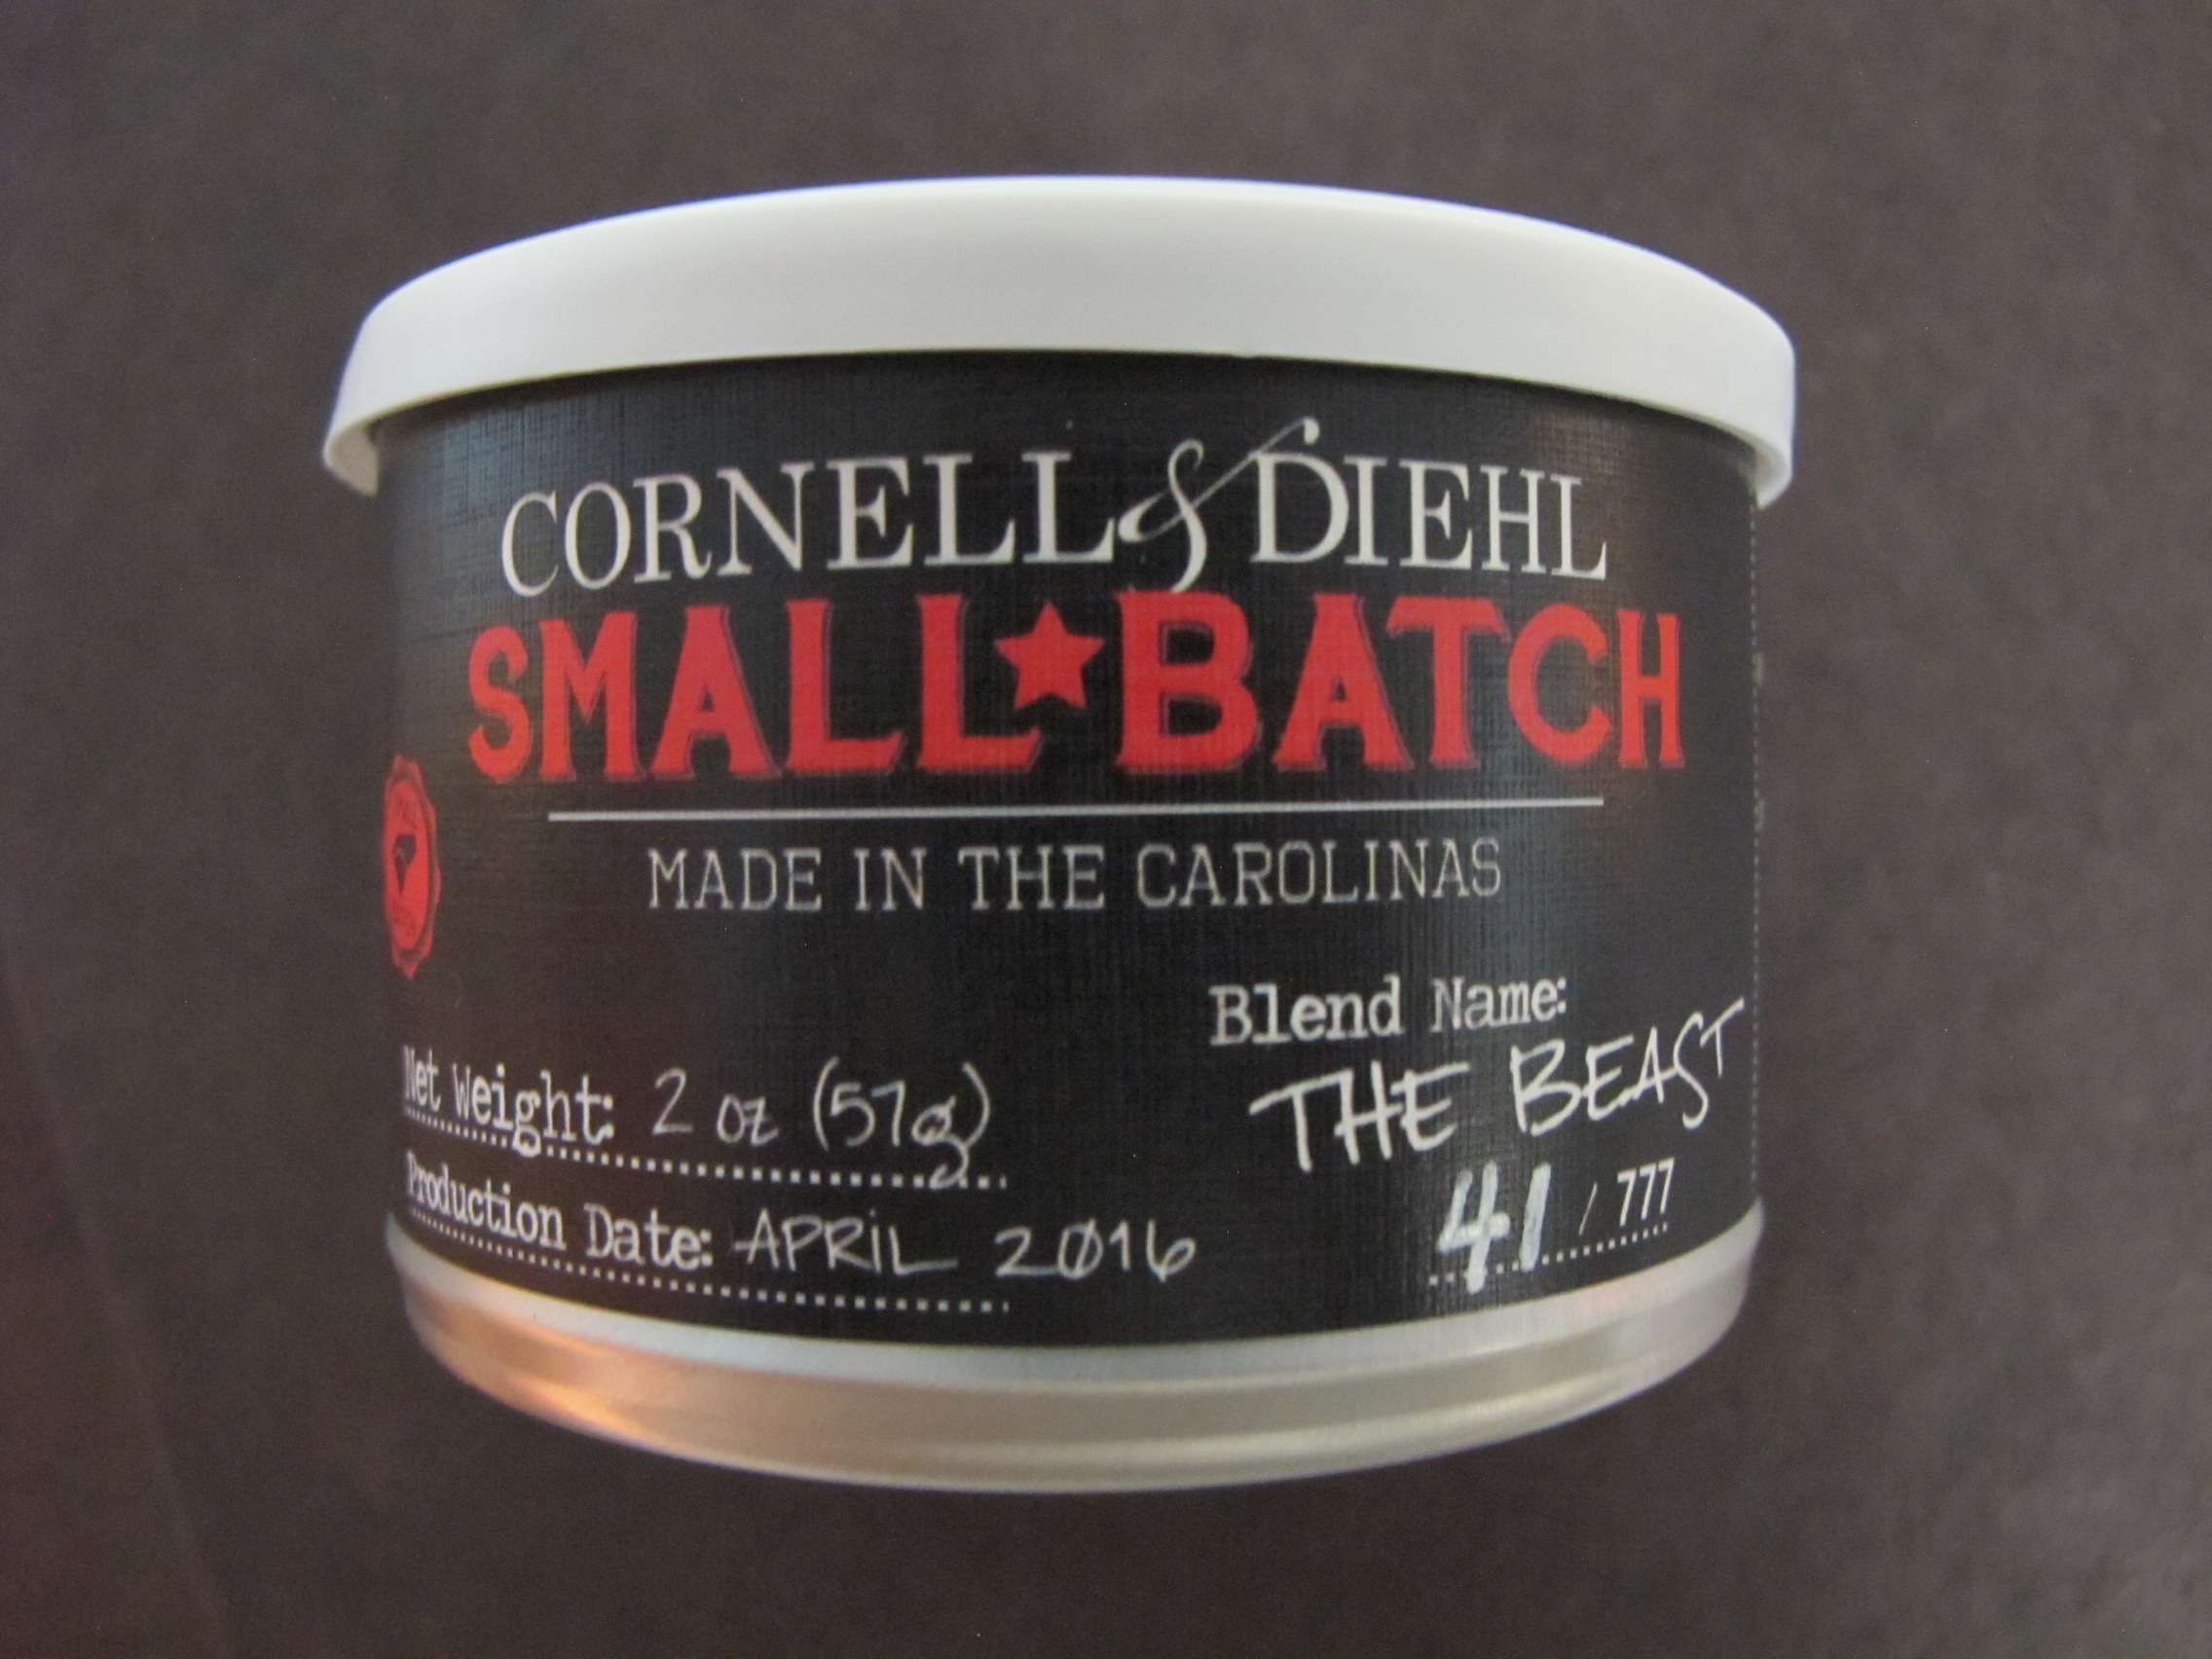 CORNELL & DIEHL
SMALL★BATCH
MADE IN THE CAROLINAS
Blend Name:
THE BEAST
41 / 777
Net Weight: 2 oz (57g)
Production Date: APRIL 2016